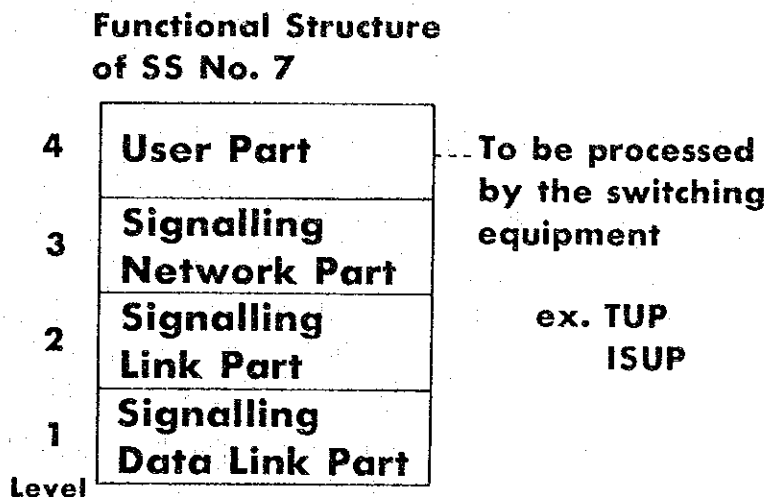 Functional Structure
of SS No. 7
4
User Part
To be processed
by the switching
equipment
3
Signalling
Network Part
2
Signalling
Link Part
ex. TUP
ISUP
1
Signalling
Data Link Part
Level